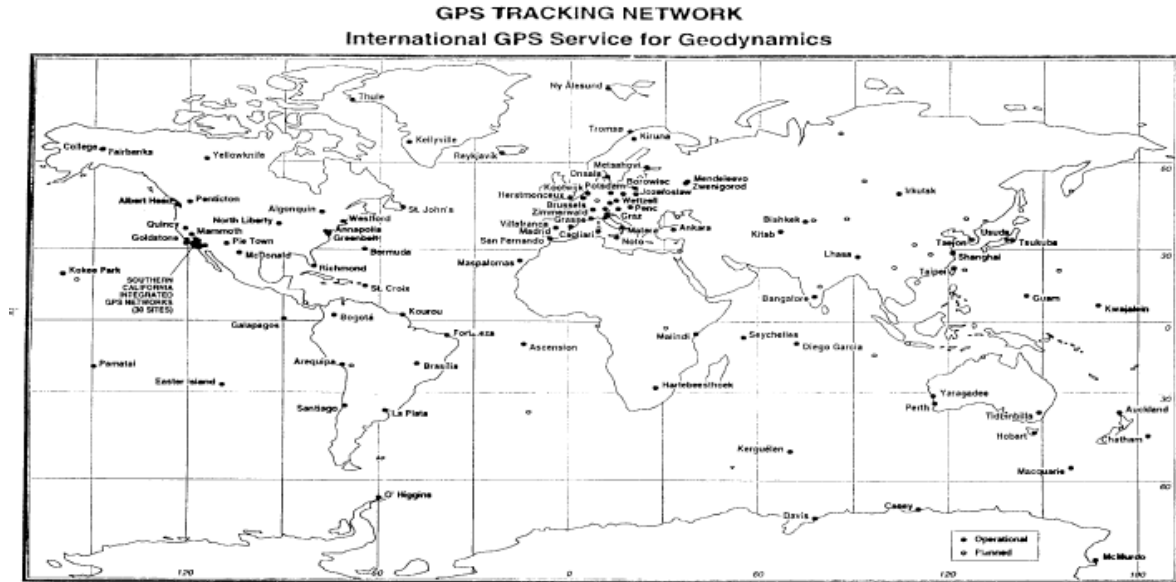 GPS TRACKING NETWORK
International GPS Service for Geodynamics
Thule
Ny Alesund
Tromso
Kiruna
College
Fairbanks
Yellowknife
Kellyville
Reykjavik
Metsahovi
Onsala
Kootwijk
Potsdam
Borowiec
Jozefoslaw
Mendeleevo
Zwenigorod
Irkutsk
Herstmonceux
Brussels
Wettzell
Penc
Zimmerwald
Graz
Grasse
Albert Head
Penticton
Algonquin
St. John's
Westford
North Liberty
Quincy
Mammoth
Annapolis
Greenbelt
Villafranca
Madrid
Matera
Ankara
Bishkek
Kitab
Usuda
Goldstone
Pie Town
McDonald
Bermuda
San Fernando
Cagliari
Noto
Lhasa
Taejon
Tsukuba
Shanghai
30
Richmond
Maspalomas
Taipei
Kokee Park
SOUTHERN
CALIFORNIA
INTEGRATED
GPS NETWORKS
(30 SITES)
St. Croix
Bangalore
Guam
Kwajalein
Galapagos
Bogotá
Kourou
Fortaleza
Malindi
Seychelles
0
Ascension
Diego Garcia
Pamatai
Arequipa
Brasilia
Easter Island
Hartebeesthoek
Yaragadee
30
Santiago
La Plata
Perth
Tidbinbilla
Auckland
Hobart
Chatham
Kerguélen
Macquarie
60
O' Higgins
Davis
Casey
Operational
Planned
McMurdo
120
60
0
60
120
180